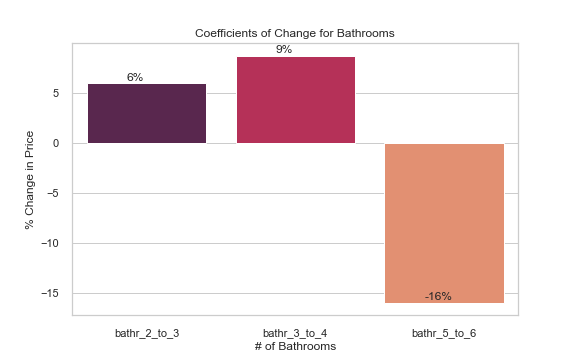 Coefficients of Change for Bathrooms
9%
6%
5
0
−5
−10
−15
-16%
% Change in Price
bathr_2_to_3 bathr_3_to_4 bathr_5_to_6
# of Bathrooms